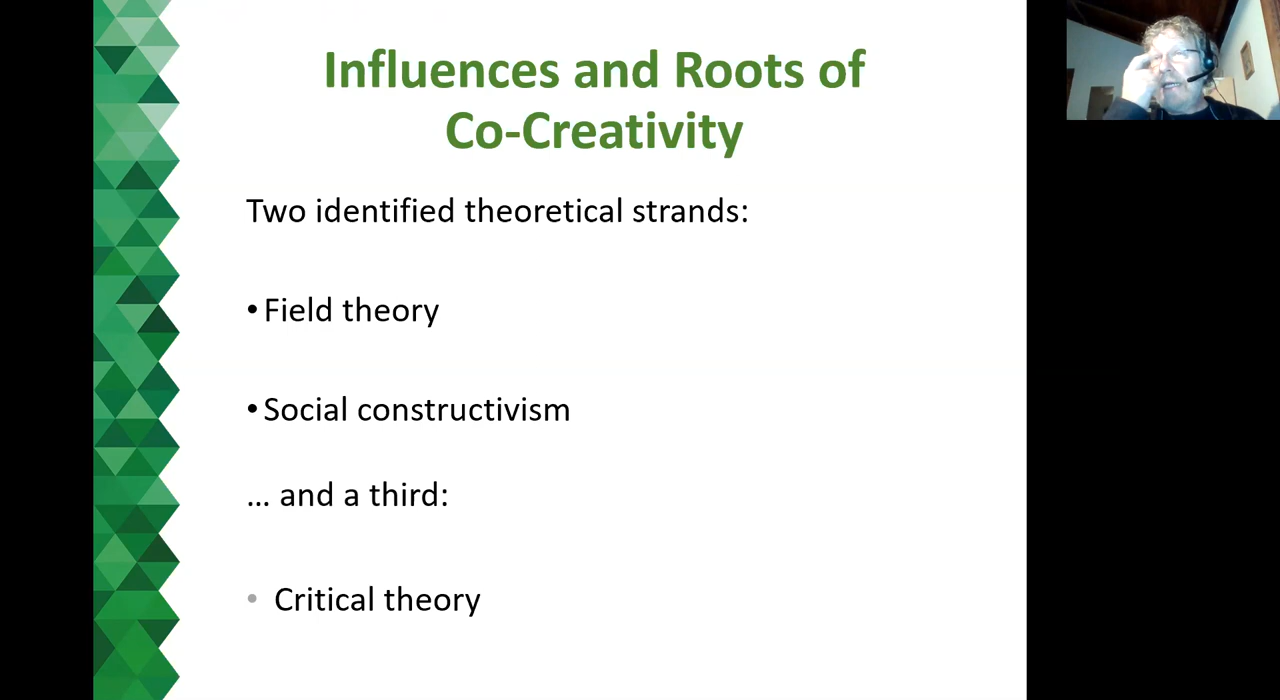 Influences and Roots of
Co-Creativity
Two identified theoretical strands:
•Field theory
•Social constructivism
… and a third:
• Critical theory